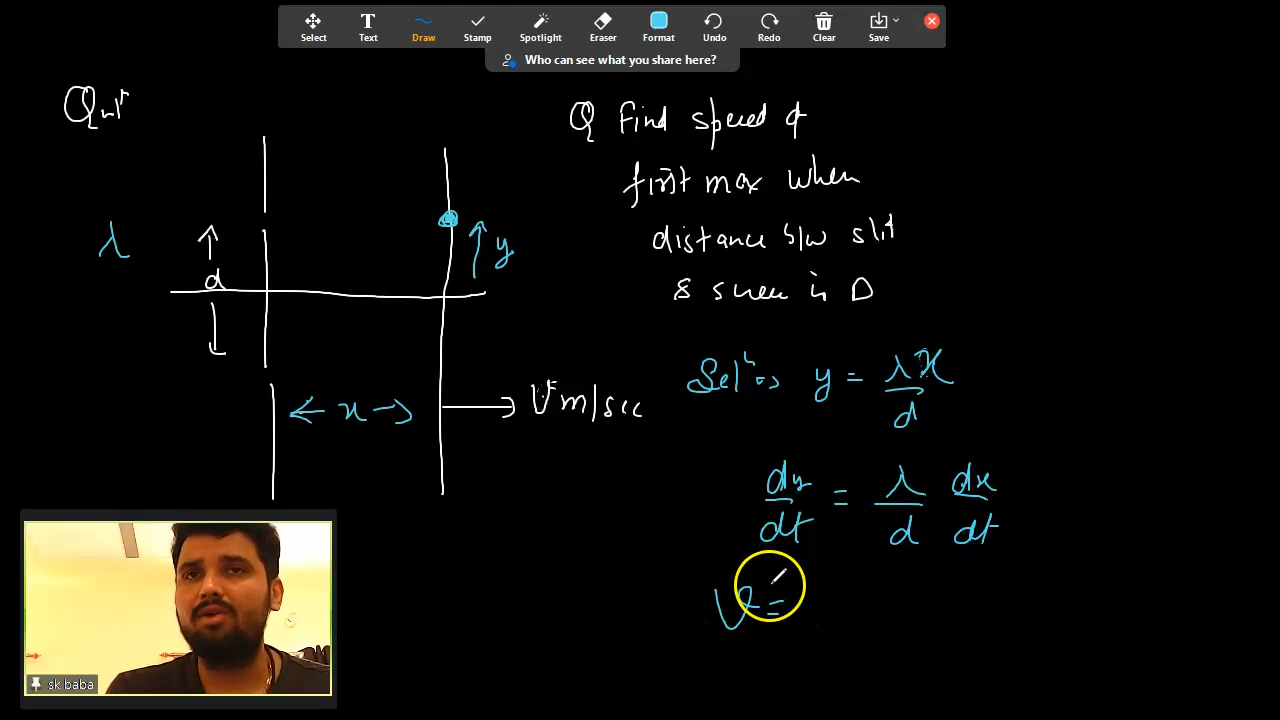 Select Text Draw Stamp Spotlight Eraser Format Undo Redo Clear Save
Who can see what you share here?
Q Find speed of
first max when
distance b/w slit
& screen is D
λ
d
y
x
V m/sec
Sol^n => y = λx/d
dy/dt = λ/d dx/dt
V =
sk baba